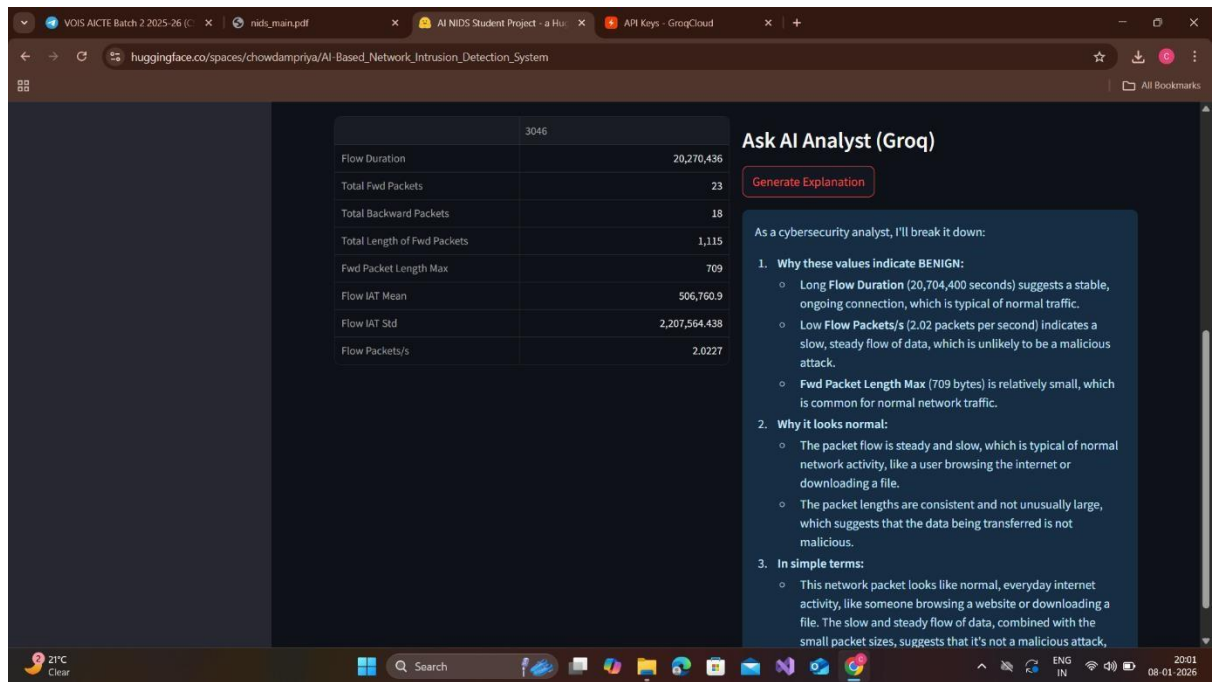 VOIS AICTE Batch 2 2025-26 (C
nids_main.pdf
AI NIDS Student Project - a Hug
API Keys - GroqCloud
huggingface.co/spaces/chowdampriya/AI-Based_Network_Intrusion_Detection_System
All Bookmarks
3046
Flow Duration 20,270,436
Total Fwd Packets 23
Total Backward Packets 18
Total Length of Fwd Packets 1,115
Fwd Packet Length Max 709
Flow IAT Mean 506,760.9
Flow IAT Std 2,207,564.438
Flow Packets/s 2.0227
Ask AI Analyst (Groq)
Generate Explanation
As a cybersecurity analyst, I'll break it down:
1. Why these values indicate BENIGN:
Long Flow Duration (20,704,400 seconds) suggests a stable,
ongoing connection, which is typical of normal traffic.
Low Flow Packets/s (2.02 packets per second) indicates a
slow, steady flow of data, which is unlikely to be a malicious
attack.
Fwd Packet Length Max (709 bytes) is relatively small, which
is common for normal network traffic.
2. Why it looks normal:
The packet flow is steady and slow, which is typical of normal
network activity, like a user browsing the internet or
downloading a file.
The packet lengths are consistent and not unusually large,
which suggests that the data being transferred is not
malicious.
3. In simple terms:
This network packet looks like normal, everyday internet
activity, like someone browsing a website or downloading a
file. The slow and steady flow of data, combined with the
small packet sizes, suggests that it's not a malicious attack,
2
21°C
Clear
Search
ENG
IN
20:01
08-01-2026